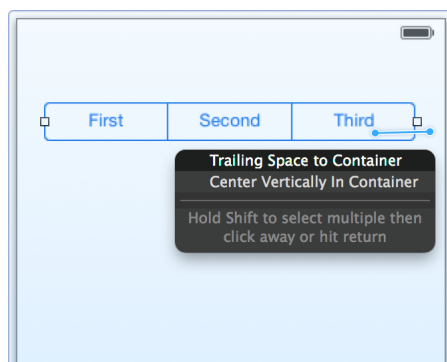 First Second Third
Trailing Space to Container
Center Vertically In Container
Hold Shift to select multiple then
click away or hit return